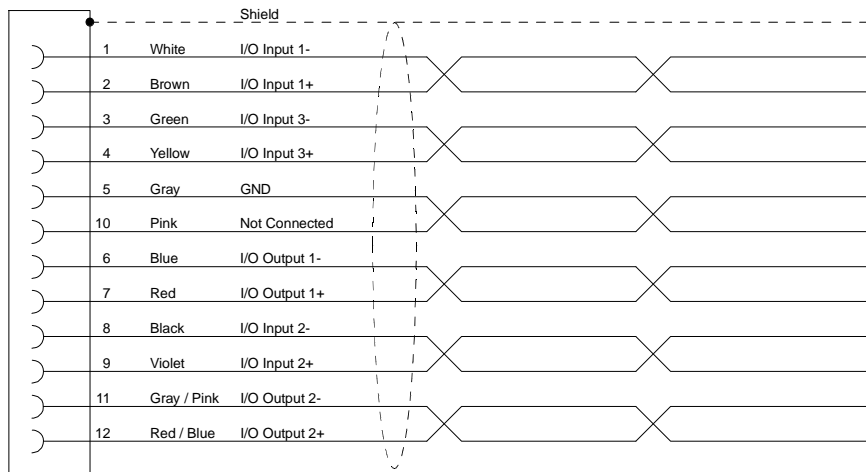 Shield
1 White I/O Input 1-
2 Brown I/O Input 1+
3 Green I/O Input 3-
4 Yellow I/O Input 3+
5 Gray GND
10 Pink Not Connected
6 Blue I/O Output 1-
7 Red I/O Output 1+
8 Black I/O Input 2-
9 Violet I/O Input 2+
11 Gray / Pink I/O Output 2-
12 Red / Blue I/O Output 2+